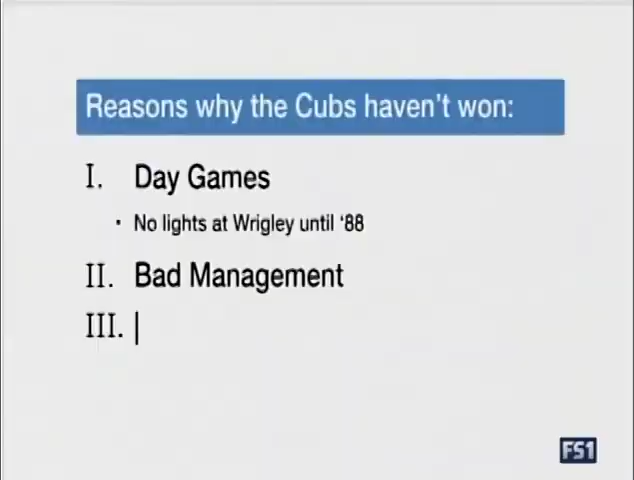 Reasons why the Cubs haven't won:
I. Day Games
· No lights at Wrigley until '88
II. Bad Management
III.
FS1